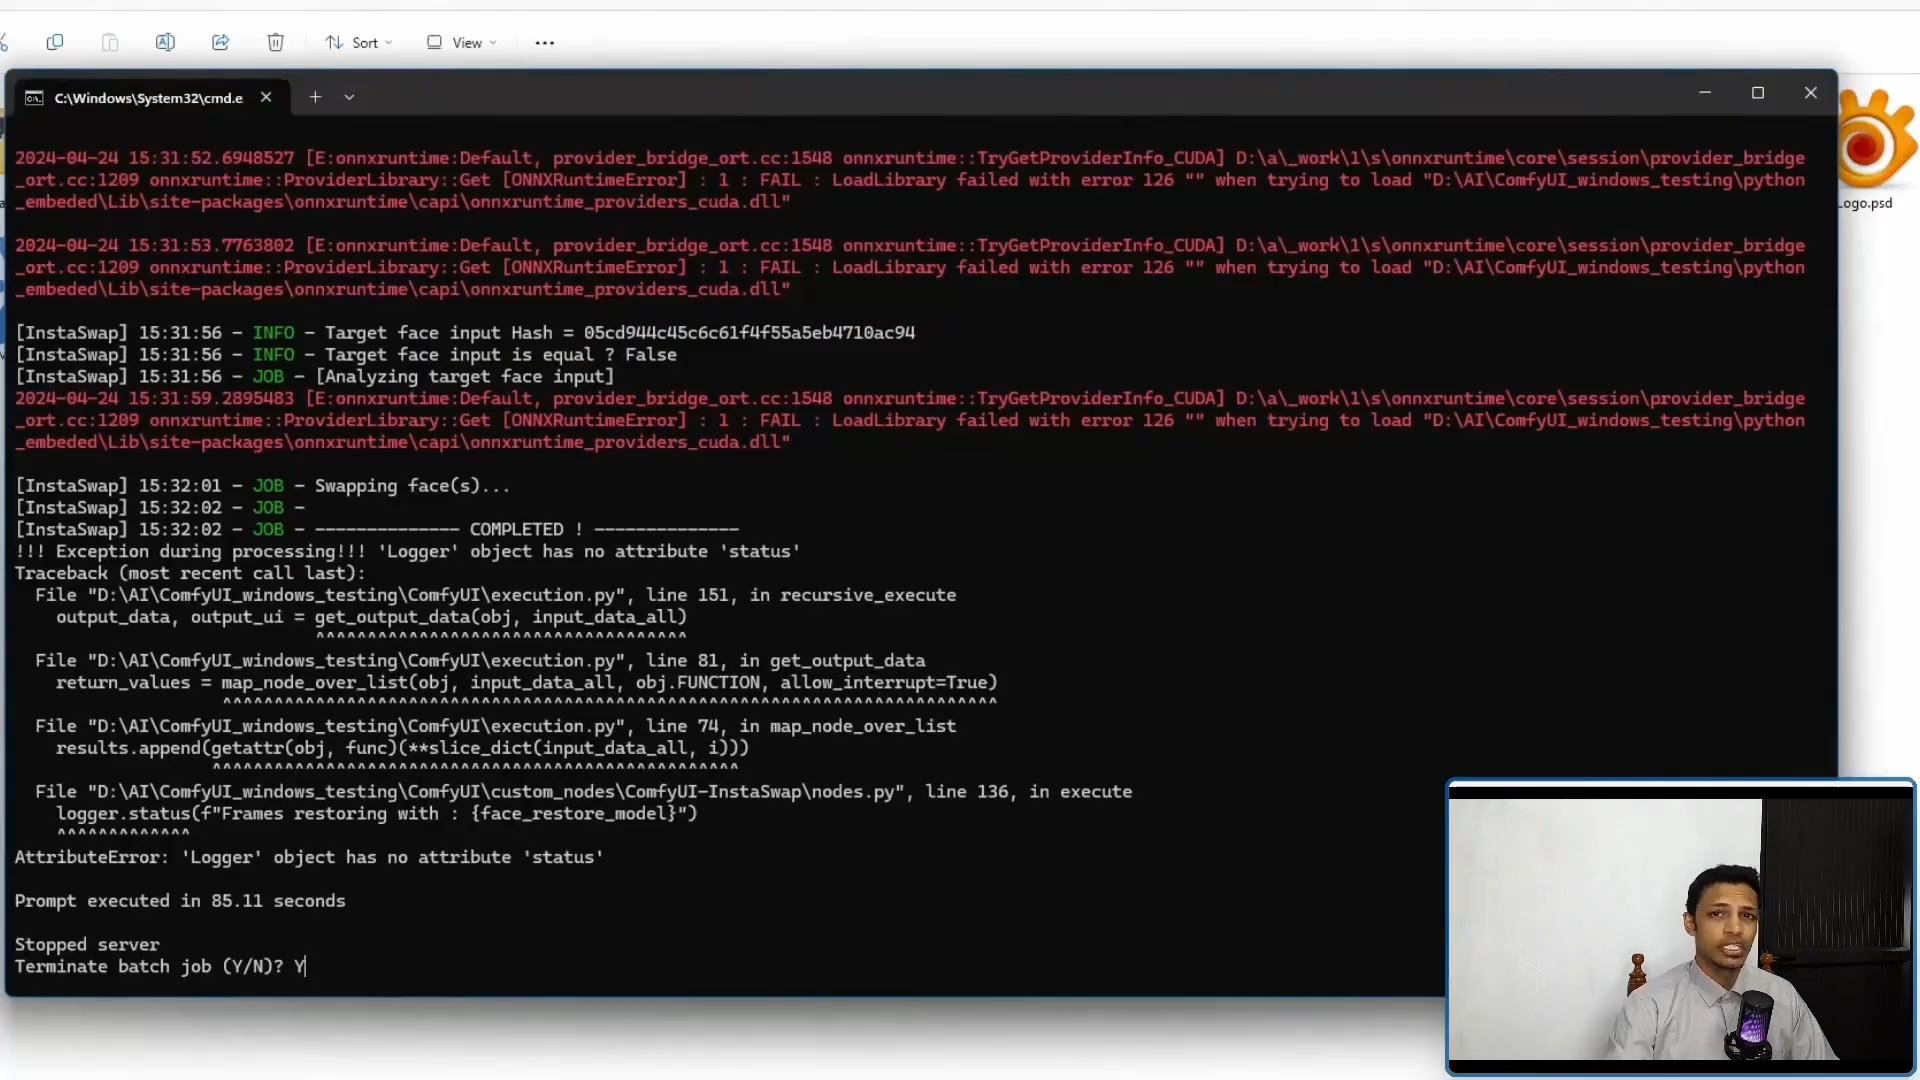 Sort
View
C:\Windows\System32\cmd.e
2024-04-24 15:31:52.6948527 [E:onnxruntime:Default, provider_bridge_ort.cc:1548 onnxruntime::TryGetProviderInfo_CUDA] D:\a\_work\1\s\onnxruntime\core\session\provider_bridge
_ort.cc:1209 onnxruntime::ProviderLibrary::Get [ONNXRuntimeError] : 1 : FAIL : LoadLibrary failed with error 126 "" when trying to load "D:\AI\ComfyUI_windows_testing\python
_embeded\Lib\site-packages\onnxruntime\capi\onnxruntime_providers_cuda.dll"
Logo.psd
2024-04-24 15:31:53.7763802 [E:onnxruntime:Default, provider_bridge_ort.cc:1548 onnxruntime::TryGetProviderInfo_CUDA] D:\a\_work\1\s\onnxruntime\core\session\provider_bridge
_ort.cc:1209 onnxruntime::ProviderLibrary::Get [ONNXRuntimeError] : 1 : FAIL : LoadLibrary failed with error 126 "" when trying to load "D:\AI\ComfyUI_windows_testing\python
_embeded\Lib\site-packages\onnxruntime\capi\onnxruntime_providers_cuda.dll"
[InstaSwap] 15:31:56 - INFO - Target face input Hash = 05cd944c45c6c61f4f55a5eb4710ac94
[InstaSwap] 15:31:56 - INFO - Target face input is equal ? False
[InstaSwap] 15:31:56 - JOB - [Analyzing target face input]
2024-04-24 15:31:59.2895483 [E:onnxruntime:Default, provider_bridge_ort.cc:1548 onnxruntime::TryGetProviderInfo_CUDA] D:\a\_work\1\s\onnxruntime\core\session\provider_bridge
_ort.cc:1209 onnxruntime::ProviderLibrary::Get [ONNXRuntimeError] : 1 : FAIL : LoadLibrary failed with error 126 "" when trying to load "D:\AI\ComfyUI_windows_testing\python
_embeded\Lib\site-packages\onnxruntime\capi\onnxruntime_providers_cuda.dll"
[InstaSwap] 15:32:01 - JOB - Swapping face(s)...
[InstaSwap] 15:32:02 - JOB -
[InstaSwap] 15:32:02 - JOB - -------------- COMPLETED ! --------------
!!! Exception during processing!!! 'Logger' object has no attribute 'status'
Traceback (most recent call last):
File "D:\AI\ComfyUI_windows_testing\ComfyUI\execution.py", line 151, in recursive_execute
output_data, output_ui = get_output_data(obj, input_data_all)
^^^^^^^^^^^^^^^^^^^^^^^^^^^^^^^^^^^^
File "D:\AI\ComfyUI_windows_testing\ComfyUI\execution.py", line 81, in get_output_data
return_values = map_node_over_list(obj, input_data_all, obj.FUNCTION, allow_interrupt=True)
^^^^^^^^^^^^^^^^^^^^^^^^^^^^^^^^^^^^^^^^^^^^^^^^^^^^^^^^^^^^^^^^^^^^^^^^^^^
File "D:\AI\ComfyUI_windows_testing\ComfyUI\execution.py", line 74, in map_node_over_list
results.append(getattr(obj, func)(**slice_dict(input_data_all, i)))
^^^^^^^^^^^^^^^^^^^^^^^^^^^^^^^^^^^^^^^^^^^^^^^^^^^
File "D:\AI\ComfyUI_windows_testing\ComfyUI\custom_nodes\ComfyUI-InstaSwap\nodes.py", line 136, in execute
logger.status(f"Frames restoring with : {face_restore_model}")
^^^^^^^^^^^^^
AttributeError: 'Logger' object has no attribute 'status'
Prompt executed in 85.11 seconds
Stopped server
Terminate batch job (Y/N)? Y